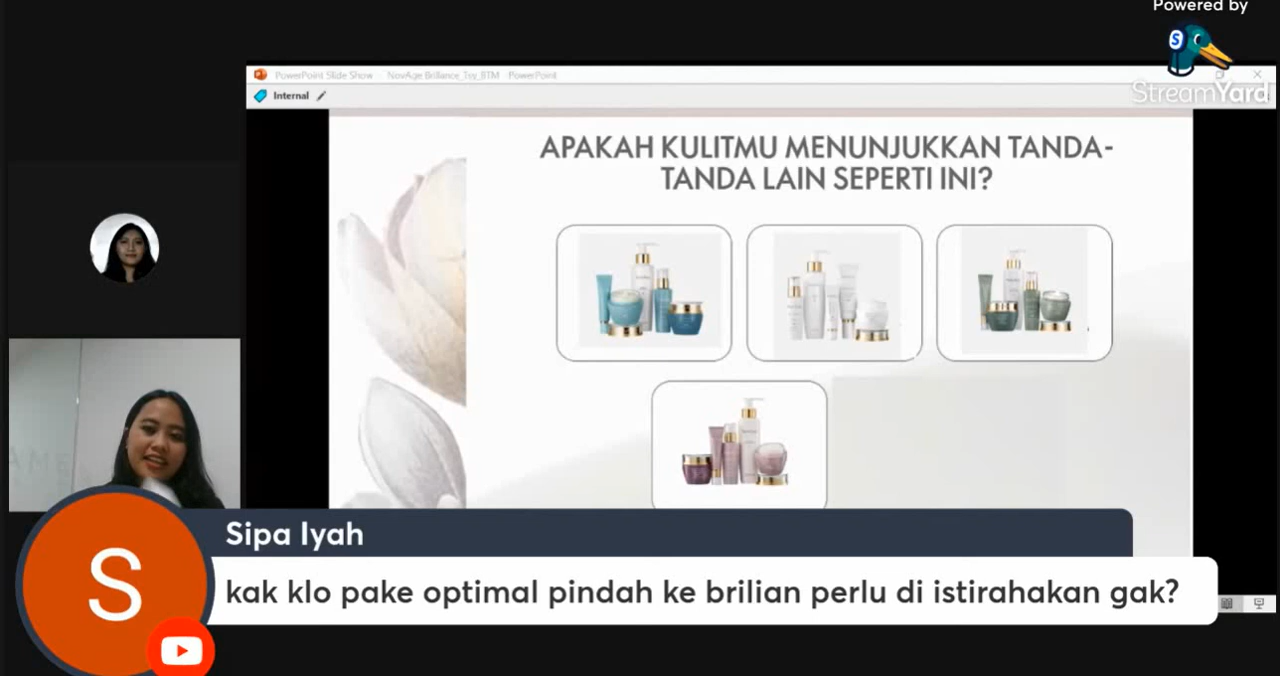 Powered by
S
StreamYard
PowerPoint Slide Show - NovAge Brilliance_Tsy_BTM - PowerPoint
Internal
APAKAH KULITMU MENUNJUKKAN TANDA-
TANDA LAIN SEPERTI INI?
S
Sipa Iyah
kak klo pake optimal pindah ke brilian perlu di istirahakan gak?